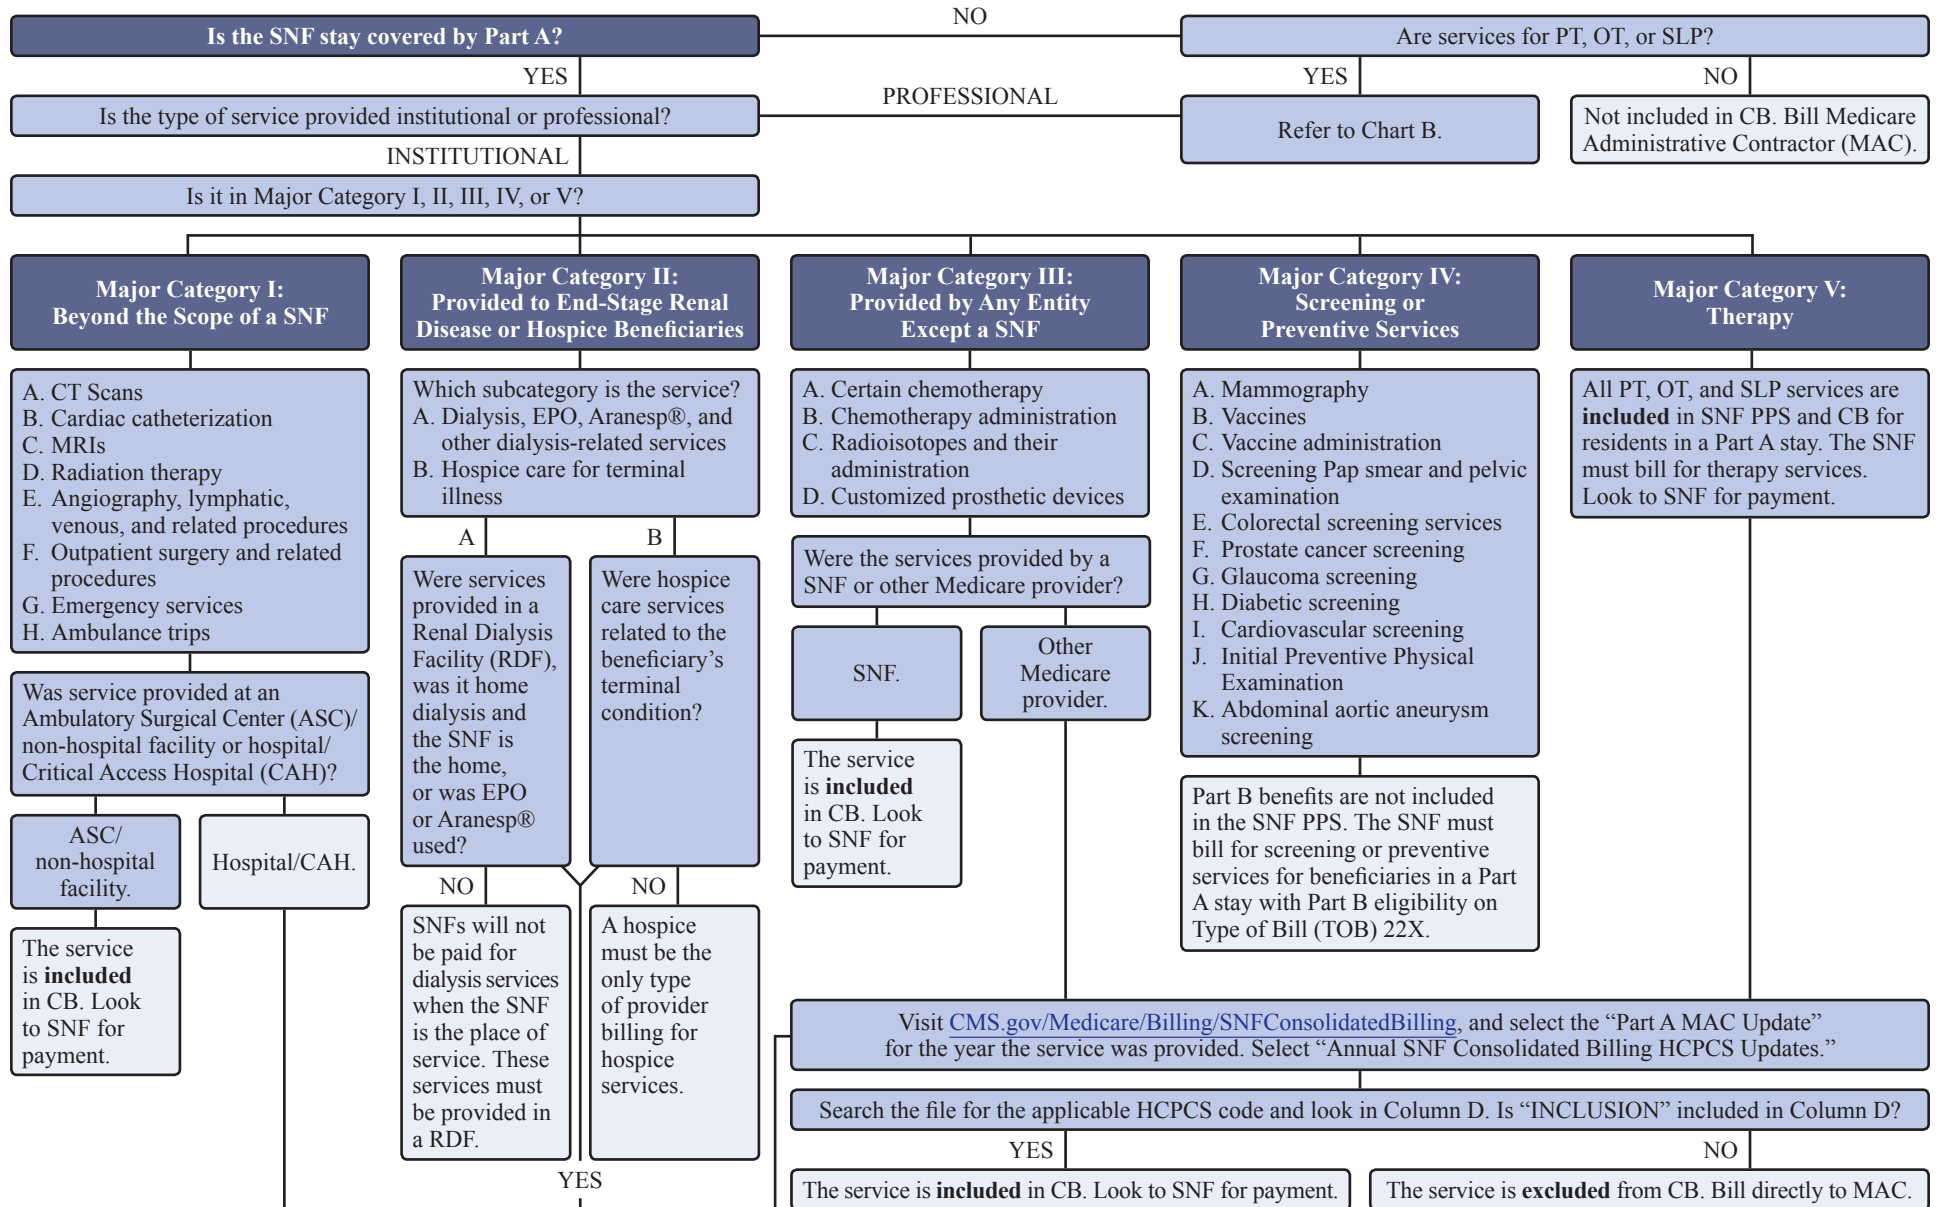 Is the SNF stay covered by Part A?
NO
Are services for PT, OT, or SLP?
YES
YES
NO
Is the type of service provided institutional or professional?
PROFESSIONAL
Refer to Chart B.
Not included in CB. Bill Medicare
Administrative Contractor (MAC).
INSTITUTIONAL
Is it in Major Category I, II, III, IV, or V?
Major Category I:
Beyond the Scope of a SNF
A. CT Scans
B. Cardiac catheterization
C. MRIs
D. Radiation therapy
E. Angiography, lymphatic,
venous, and related procedures
F. Outpatient surgery and related
procedures
G. Emergency services
H. Ambulance trips
Was service provided at an
Ambulatory Surgical Center (ASC)/
non-hospital facility or hospital/
Critical Access Hospital (CAH)?
ASC/
non-hospital
facility.
Hospital/CAH.
The service
is included
in CB. Look
to SNF for
payment.
Major Category II:
Provided to End-Stage Renal
Disease or Hospice Beneficiaries
Which subcategory is the service?
A. Dialysis, EPO, Aranesp®, and
other dialysis-related services
B. Hospice care for terminal
illness
A
B
Were services
provided in a
Renal Dialysis
Facility (RDF),
was it home
dialysis and
the SNF is
the home,
or was EPO
or Aranesp®
used?
Were hospice
care services
related to the
beneficiary's
terminal
condition?
NO
NO
SNFs will not
be paid for
dialysis services
when the SNF
is the place of
service. These
services must
be provided in
a RDF.
A hospice
must be the
only type
of provider
billing for
hospice
services.
YES
Major Category III:
Provided by Any Entity
Except a SNF
A. Certain chemotherapy
B. Chemotherapy administration
C. Radioisotopes and their
administration
D. Customized prosthetic devices
Were the services provided by a
SNF or other Medicare provider?
SNF.
Other
Medicare
provider.
The service
is included
in CB. Look
to SNF for
payment.
Major Category IV:
Screening or
Preventive Services
A. Mammography
B. Vaccines
C. Vaccine administration
D. Screening Pap smear and pelvic
examination
E. Colorectal screening services
F. Prostate cancer screening
G. Glaucoma screening
H. Diabetic screening
I. Cardiovascular screening
J. Initial Preventive Physical
Examination
K. Abdominal aortic aneurysm
screening
Part B benefits are not included
in the SNF PPS. The SNF must
bill for screening or preventive
services for beneficiaries in a Part
A stay with Part B eligibility on
Type of Bill (TOB) 22X.
Major Category V:
Therapy
All PT, OT, and SLP services are
included in SNF PPS and CB for
residents in a Part A stay. The SNF
must bill for therapy services.
Look to SNF for payment.
Visit CMS.gov/Medicare/Billing/SNFConsolidatedBilling, and select the “Part A MAC Update”
for the year the service was provided. Select “Annual SNF Consolidated Billing HCPCS Updates.”
Search the file for the applicable HCPCS code and look in Column D. Is “INCLUSION” included in Column D?
YES
NO
The service is included in CB. Look to SNF for payment.
The service is excluded from CB. Bill directly to MAC.